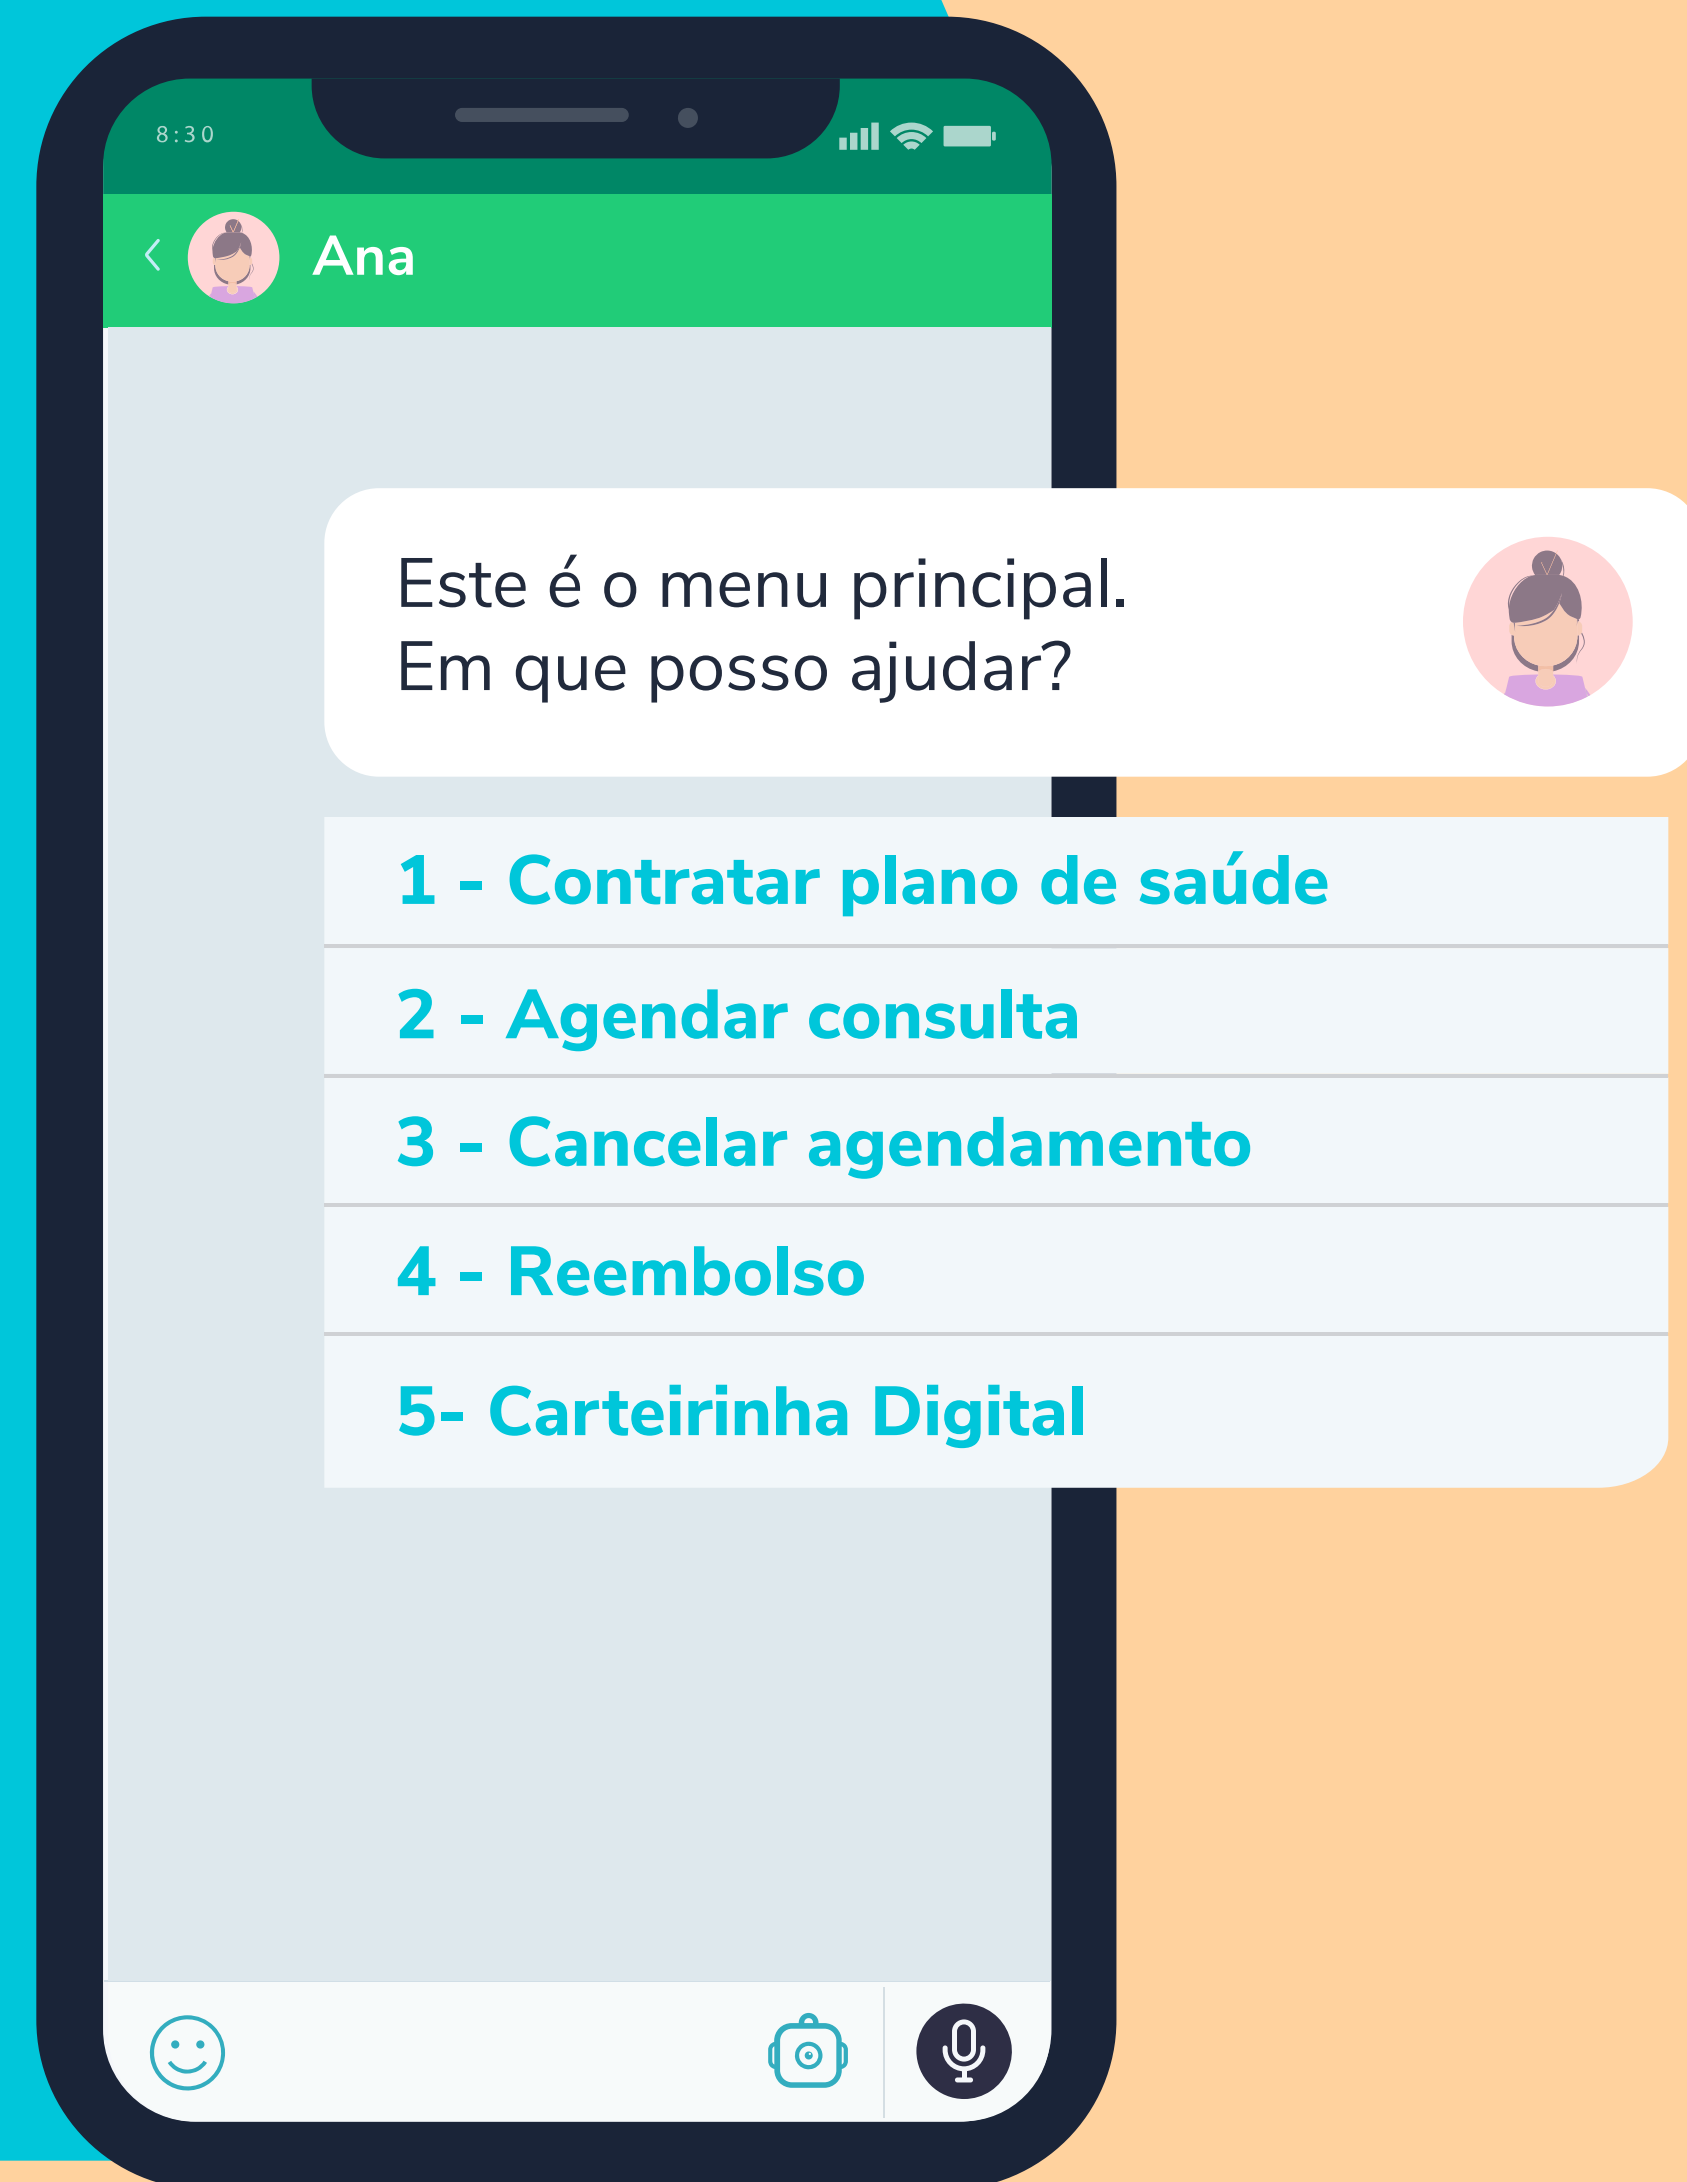 8:30
Ana
Este é o menu principal.
Em que posso ajudar?
1 - Contratar plano de saúde
2 - Agendar consulta
3 - Cancelar agendamento
4 - Reembolso
5- Carteirinha Digital